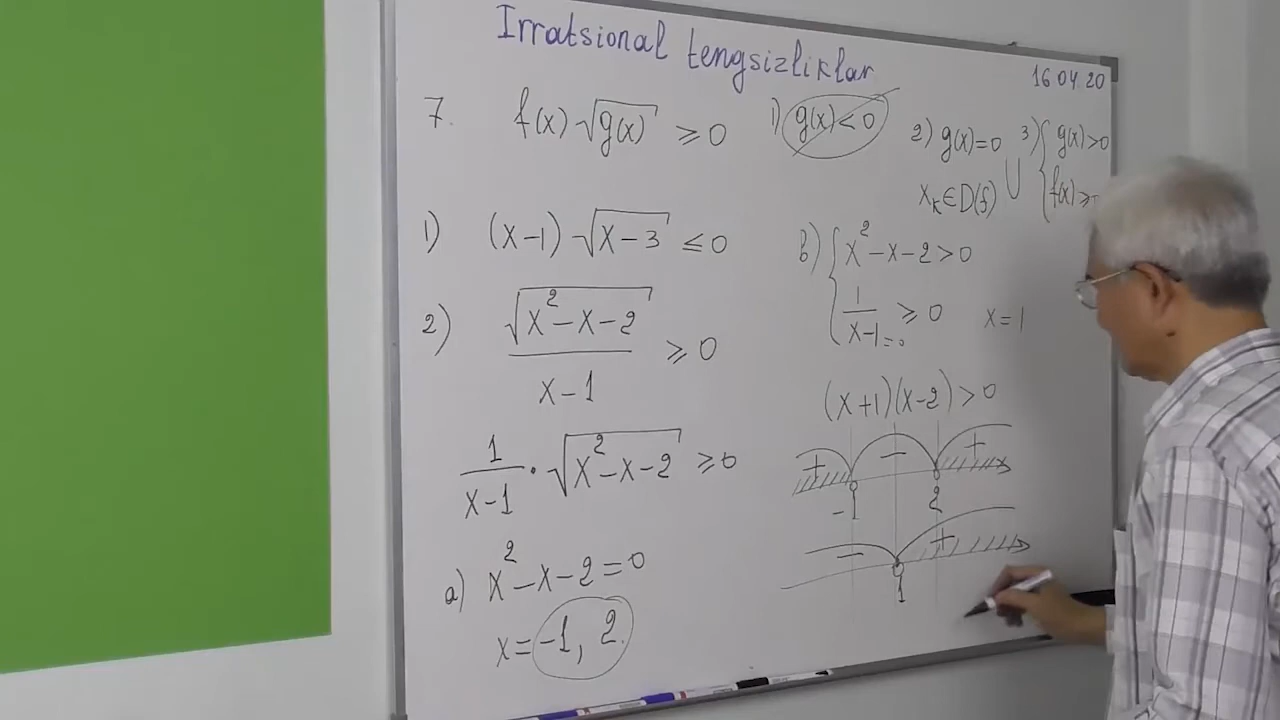 Irratsional tengsizliklar
16 04 20
7. f(x)·√g(x) ≥ 0
1) g(x)<0
2) g(x)=0
x_k∈D(f)
∪
3) { g(x)>0
f(x)≥
1) (x-1)·√x-3 ≤ 0
2) √x²-x-2 / x-1 ≥ 0
1/x-1 · √x²-x-2 ≥ 0
a) x²-x-2=0
x=-1, 2.
b) { x²-x-2>0
1/x-1 ≥ 0
=0
x=1
(x+1)(x-2)>0
+ - +
-1 2
- +
1